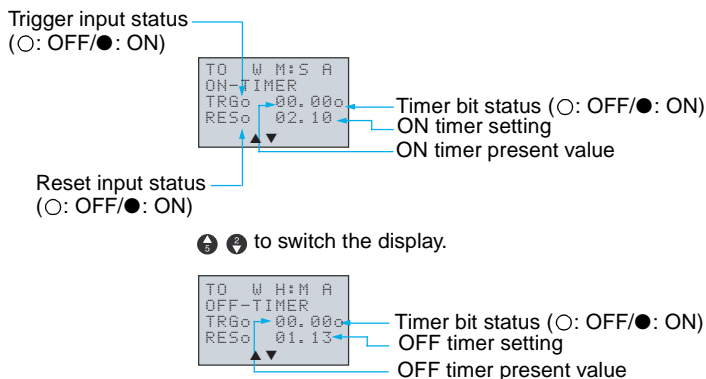 Trigger input status
(○: OFF/●: ON)
TO W M:S A
ON-TIMER
TRGo 00.00o
RESo 02.10
▲ ▼
Timer bit status (○: OFF/●: ON)
ON timer setting
ON timer present value
Reset input status
(○: OFF/●: ON)
5 2 to switch the display.
TO W H:M A
OFF-TIMER
TRGo 00.00o
RESo 01.13
▲ ▼
Timer bit status (○: OFF/●: ON)
OFF timer setting
OFF timer present value